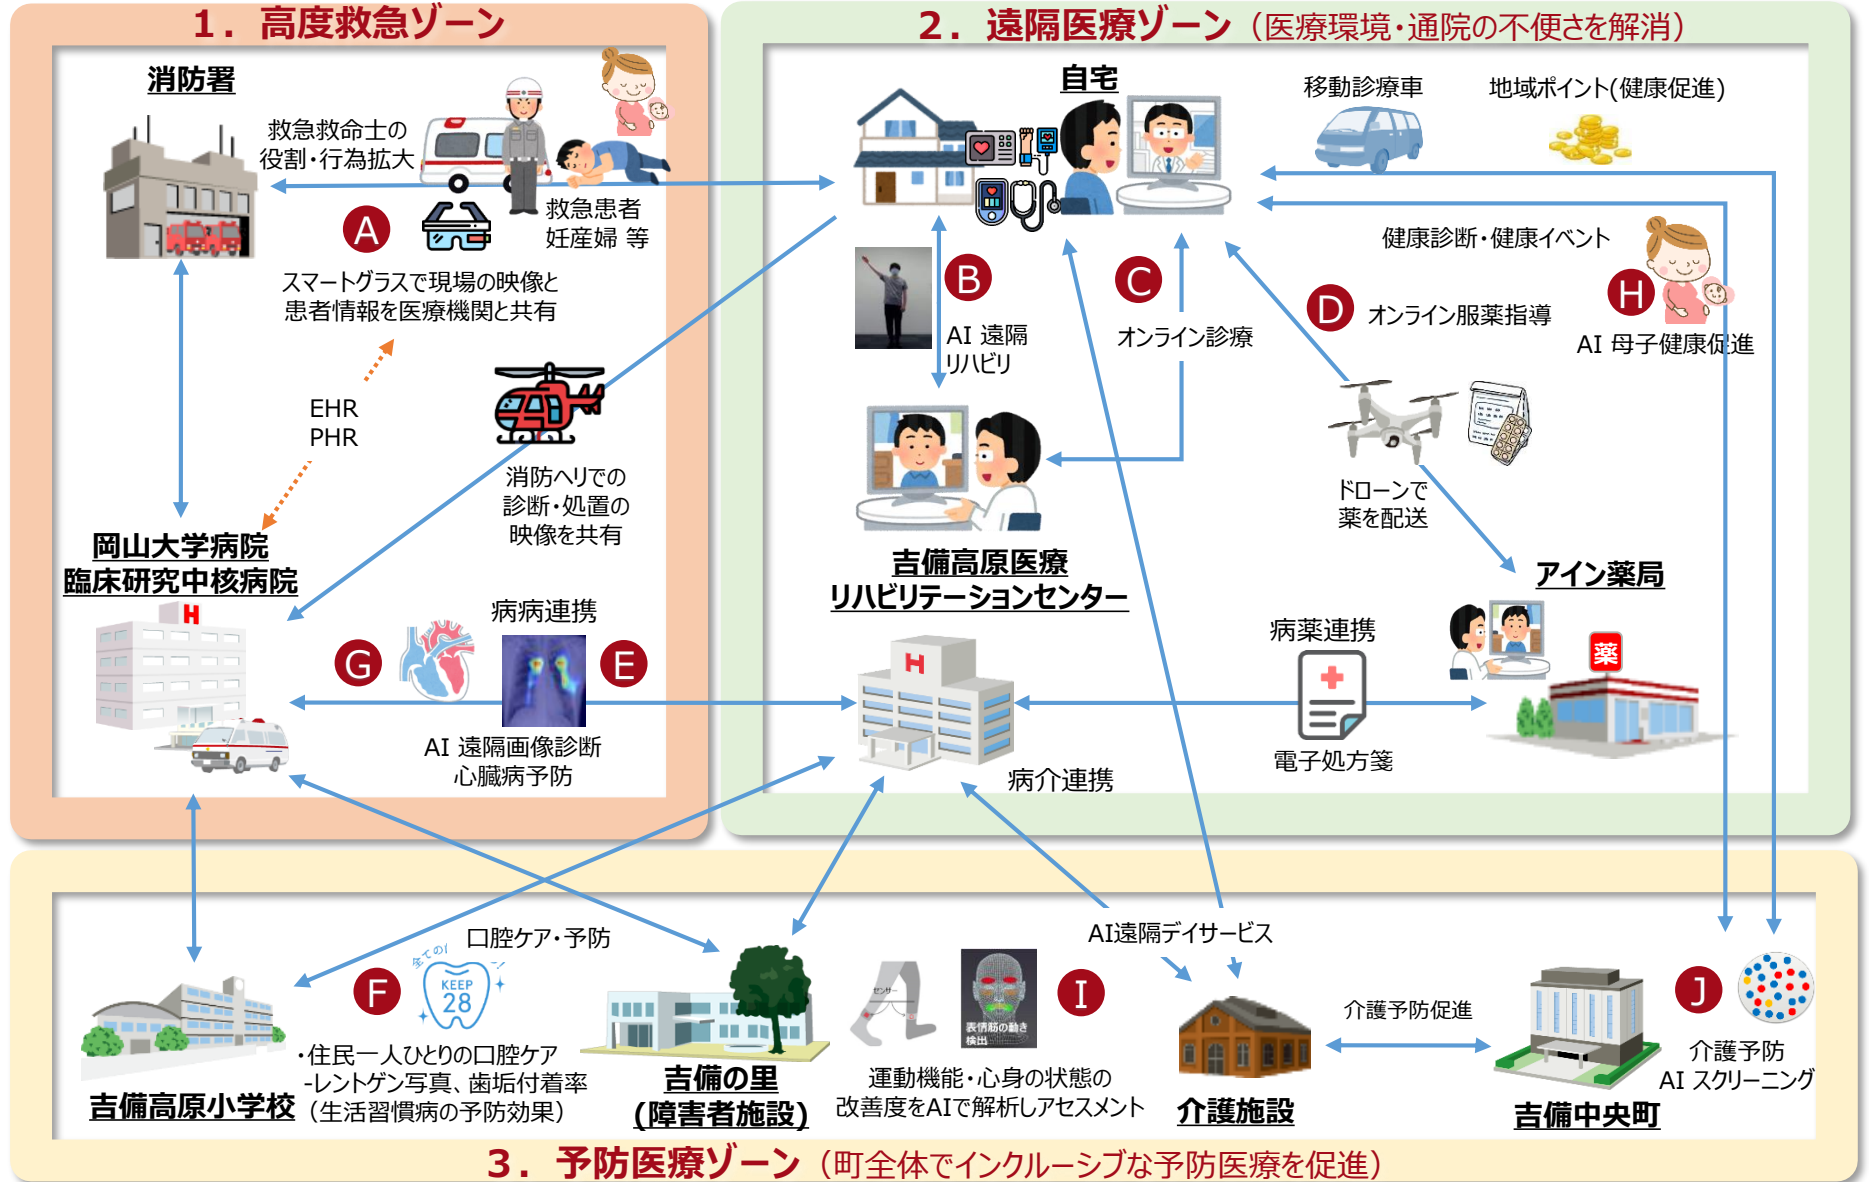 1．高度救急ゾーン
消防署
救急救命士の
役割・行為拡大
救急患者
妊産婦 等
A
スマートグラスで現場の映像と
患者情報を医療機関と共有
EHR
PHR
消防ヘリでの
診断・処置の
映像を共有
岡山大学病院
臨床研究中核病院
H
病病連携
G
E
AI 遠隔画像診断
心臓病予防
2．遠隔医療ゾーン（医療環境・通院の不便さを解消）
自宅
移動診療車
地域ポイント(健康促進)
健康診断・健康イベント
B
AI 遠隔
リハビリ
C
オンライン診療
D
オンライン服薬指導
H
AI 母子健康促進
ドローンで
薬を配送
吉備高原医療
リハビリテーションセンター
H
アイン薬局
薬
病薬連携
電子処方箋
病介連携
口腔ケア・予防
F
全ての
KEEP
28
・住民一人ひとりの口腔ケア
-レントゲン写真、歯垢付着率
（生活習慣病の予防効果）
吉備高原小学校
吉備の里
(障害者施設)
センサー
表情筋の動き
検出
I
運動機能・心身の状態の
改善度をAIで解析しアセスメント
AI遠隔デイサービス
介護施設
介護予防促進
吉備中央町
J
介護予防
AI スクリーニング
3．予防医療ゾーン（町全体でインクルーシブな予防医療を促進）